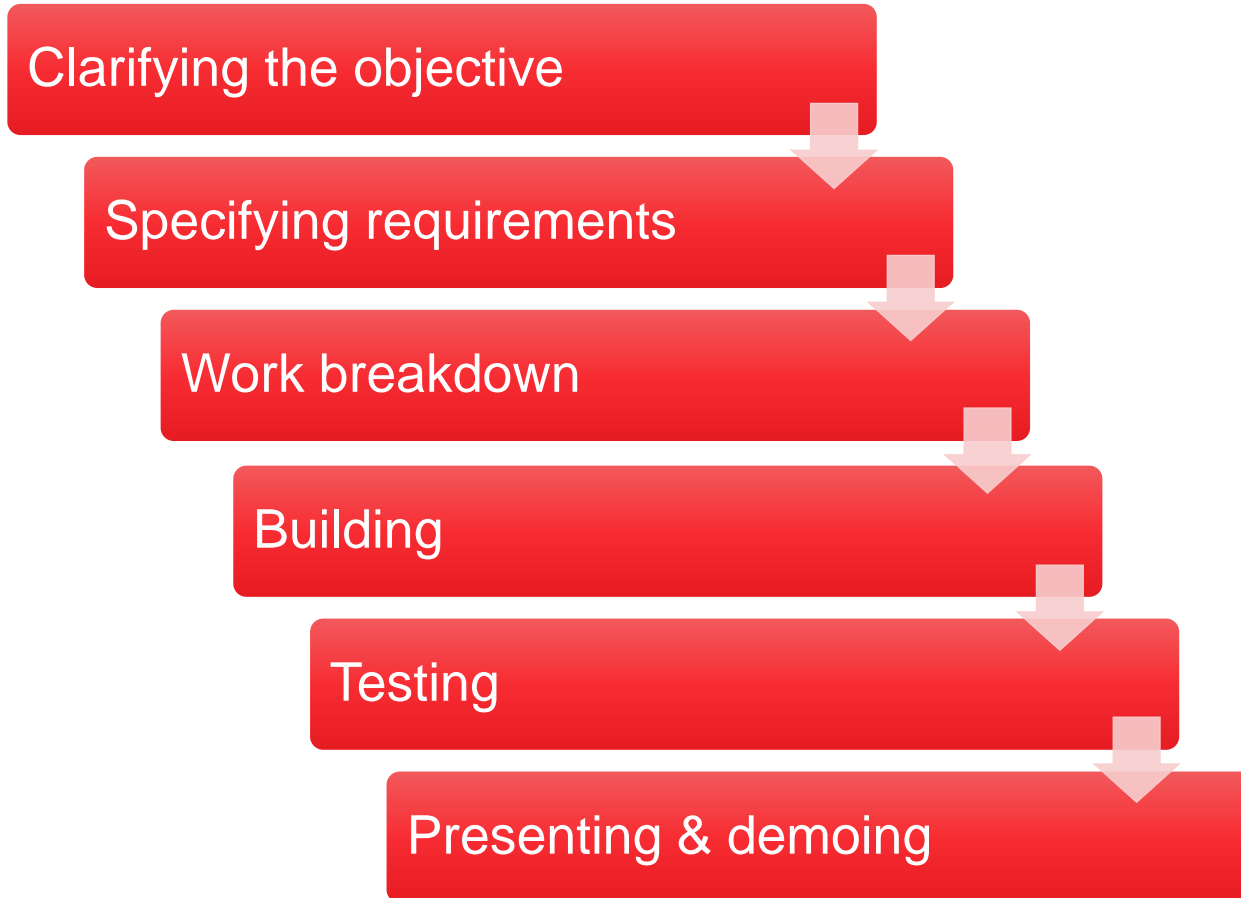 Clarifying the objective
Specifying requirements
Work breakdown
Building
Testing
Presenting & demoing